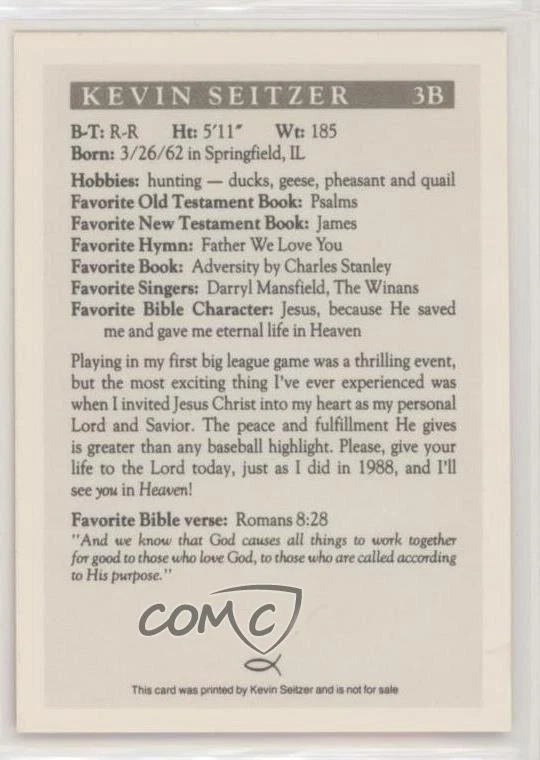 KEVIN SEITZER 3B
B-T: R-R Ht: 5'11" Wt: 185
Born: 3/26/62 in Springfield, IL
Hobbies: hunting — ducks, geese, pheasant and quail
Favorite Old Testament Book: Psalms
Favorite New Testament Book: James
Favorite Hymn: Father We Love You
Favorite Book: Adversity by Charles Stanley
Favorite Singers: Darryl Mansfield, The Winans
Favorite Bible Character: Jesus, because He saved
me and gave me eternal life in Heaven
Playing in my first big league game was a thrilling event,
but the most exciting thing I've ever experienced was
when I invited Jesus Christ into my heart as my personal
Lord and Savior. The peace and fulfillment He gives
is greater than any baseball highlight. Please, give your
life to the Lord today, just as I did in 1988, and I'll
see you in Heaven!
Favorite Bible verse: Romans 8:28
"And we know that God causes all things to work together
for good to those who love God, to those who are called according
to His purpose."
COMC
This card was printed by Kevin Seitzer and is not for sale